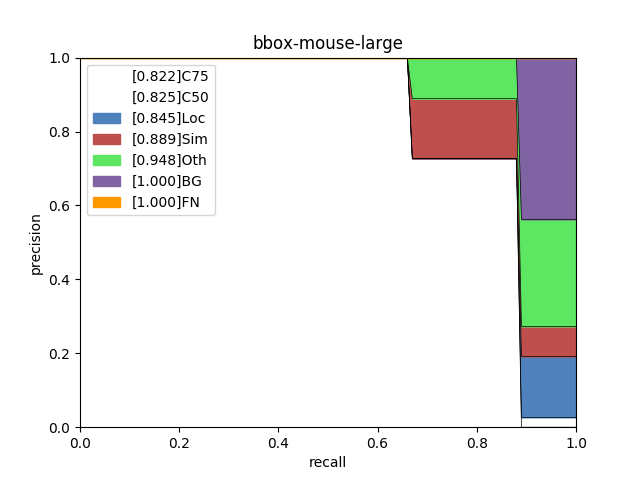 bbox-mouse-large
[0.822]C75
[0.825]C50
[0.845]Loc
[0.889]Sim
[0.948]Oth
[1.000]BG
[1.000]FN
precision
1.0
0.8
0.6
0.4
0.2
0.0
0.0 0.2 0.4 0.6 0.8 1.0
recall